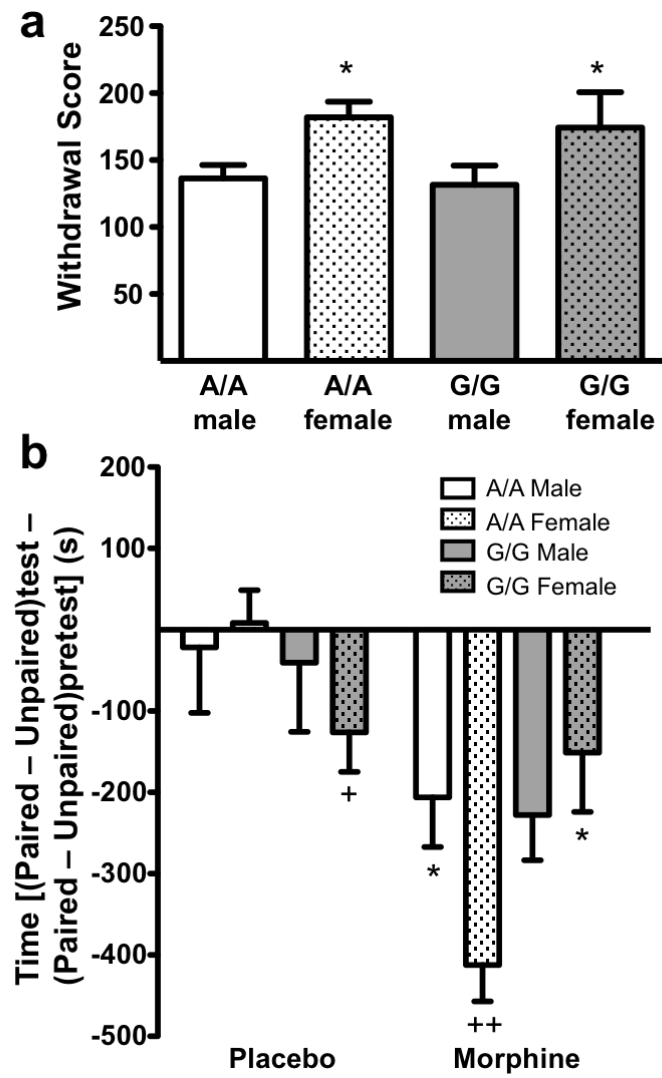 a
Withdrawal Score
250
200
150
100
50
*
*
A/A
male
A/A
female
G/G
male
G/G
female
b
Time [(Paired – Unpaired)test –
(Paired – Unpaired)pretest] (s)
200
100
-100
-200
-300
-400
-500
A/A Male
A/A Female
G/G Male
G/G Female
+
*
++
*
Placebo
Morphine